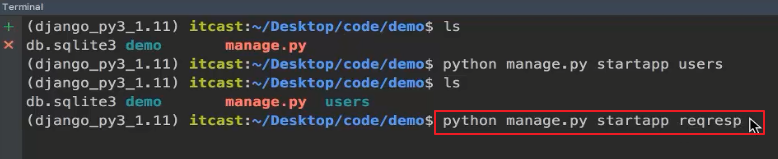 Terminal
(django_py3_1.11) itcast:~/Desktop/code/demo$ ls
db.sqlite3 demo manage.py
(django_py3_1.11) itcast:~/Desktop/code/demo$ python manage.py startapp users
(django_py3_1.11) itcast:~/Desktop/code/demo$ ls
db.sqlite3 demo manage.py users
(django_py3_1.11) itcast:~/Desktop/code/demo$ python manage.py startapp reqresp